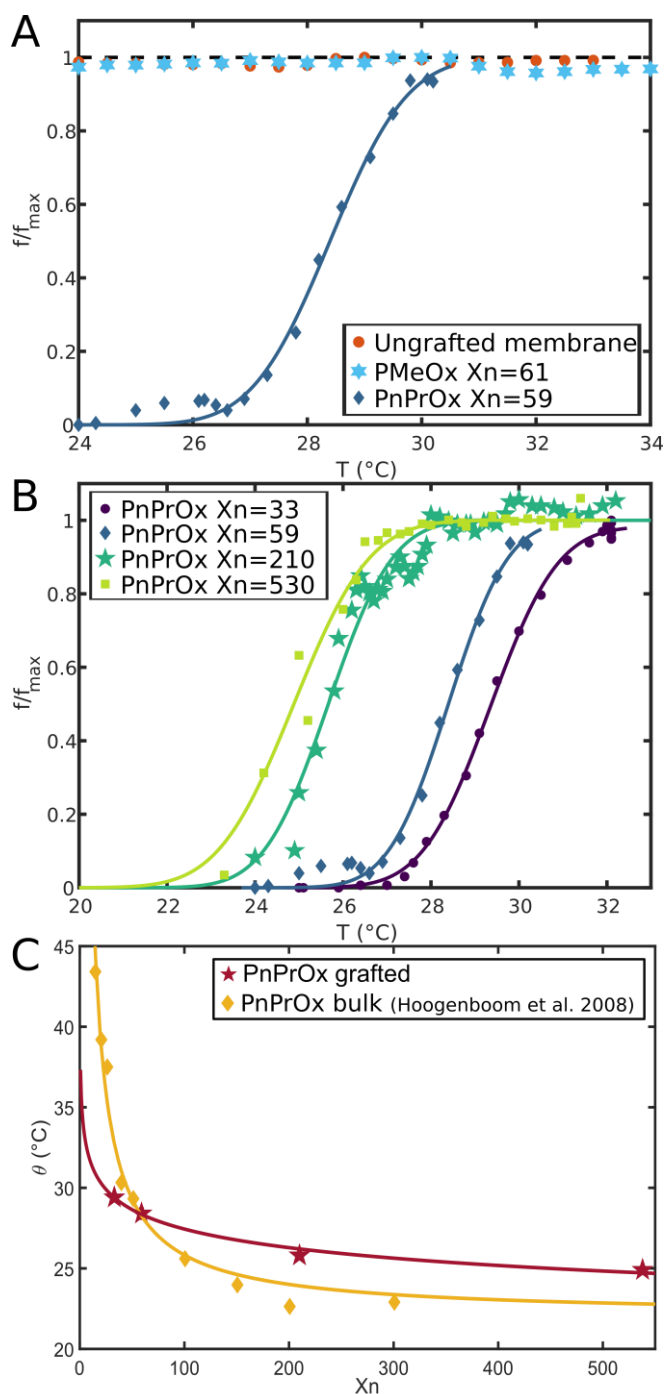 A
1
0.8
0.6
0.4
0.2
0
f/fmax
Ungrafted membrane
PMeOx Xn=61
PnPrOx Xn=59
24 26 28 30 32 34
T (°C)
B
PnPrOx Xn=33
PnPrOx Xn=59
PnPrOx Xn=210
PnPrOx Xn=530
1
0.8
0.6
0.4
0.2
0
f/fmax
20 22 24 26 28 30 32
T (°C)
C
PnPrOx grafted
PnPrOx bulk (Hoogenboom et al. 2008)
45
40
35
30
25
20
θ (°C)
0 100 200 300 400 500
Xn